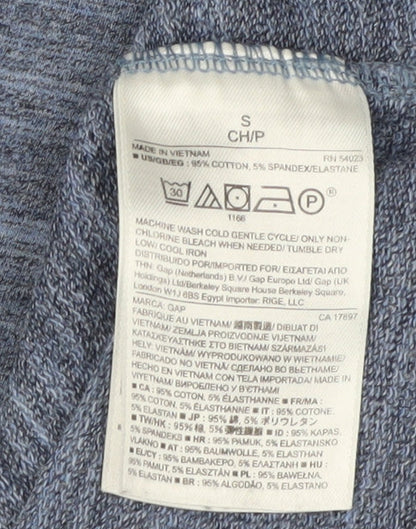 S
CH/P
MADE IN VIETNAM RN 54023
■ US/GB/EG: 95% COTTON, 5% SPANDEX/ELASTANE
30 P ®
1166
MACHINE WASH COLD GENTLE CYCLE/ ONLY NON-
CHLORINE BLEACH WHEN NEEDED/ TUMBLE DRY
LOW/ COOL IRON
DISTRIBUIDO POR/IMPORTED FOR/ ΕΙΣΑΓΕΤΑΙ ΑΠΟ
ΤΗΝ: Gap (Netherlands) B.V./ Gap Europe Ltd/ Gap (UK
Holdings) Ltd/Berkeley Square House Berkeley Square,
London W1J 6BS Egypt Importer: RIGE, LLC
MARCA: GAP CA 17897
FABRIQUÉ AU VIETNAM/ 越南製造/ DIBUAT DI
VIETNAM/ ZEMLJA PROIZVODNJE VIJETNAM/
ΚΑΤΑΣΚΕΥΑΖΕΤΑΙ ΣΤΟ ΒΙΕΤΝΑΜ/ SZÁRMAZÁSI
HELY: VIETNÁM/ WYPRODUKOWANO W WIETNAMIE/
FABRICADO NO VIETNÃ/ СДЕЛАНО ВО ВЬЕТНАМЕ/
HECHO EN VIETNAM CON TELA IMPORTADA/ MADE IN
VIETNAM/ ВИРОБЛЕНО У В'ЄТНАМІ
■ CA: 95% COTON, 5% ÉLASTHANNE ■ FR/MA:
95% COTON, 5% ÉLASTHANNE ■ IT: 95% COTONE,
5% ELASTAN ■ JP: 95% 綿, 5% ポリウレタン
■ TW/HK: 95% 棉, 5% 彈性纖維 ■ ID: 95% KAPAS,
5% SPANDEKS ■ HR: 95% PAMUK, 5% ELASTANSKO
VLAKNO ■ AT: 95% BAUMWOLLE, 5% ELASTHAN
■ EL/CY: 95% ΒΑΜΒΑΚΕΡΟ, 5% ΕΛΑΣΤΑΝΗ ■ HU:
95% PAMUT, 5% ELASZTÁN ■ PL: 95% BAWEŁNA,
5% ELASTAN ■ BR: 95% ALGODÃO, 5% ELASTANO